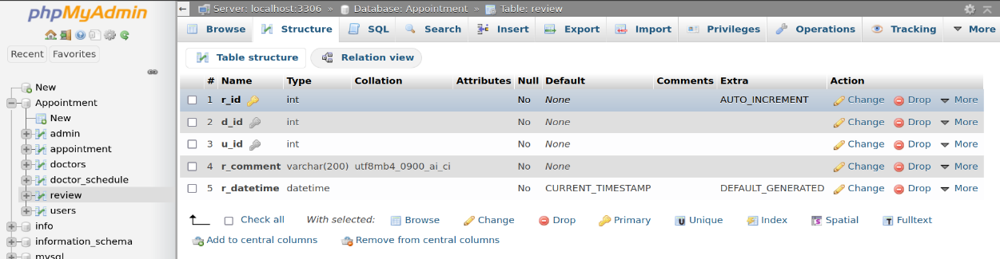 phpMyAdmin
Recent Favorites
New
Appointment
New
admin
appointment
doctors
doctor_schedule
review
users
info
information_schema
mysql
Server: localhost:3306 » Database: Appointment » Table: review
Browse Structure SQL Search Insert Export Import Privileges Operations Tracking More
Table structure Relation view
# Name Type Collation Attributes Null Default Comments Extra Action
1 r_id int No None AUTO_INCREMENT Change Drop More
2 d_id int No None Change Drop More
3 u_id int No None Change Drop More
4 r_comment varchar(200) utf8mb4_0900_ai_ci No None Change Drop More
5 r_datetime datetime No CURRENT_TIMESTAMP DEFAULT_GENERATED Change Drop More
Check all With selected: Browse Change Drop Primary Unique Index Spatial Fulltext
Add to central columns Remove from central columns